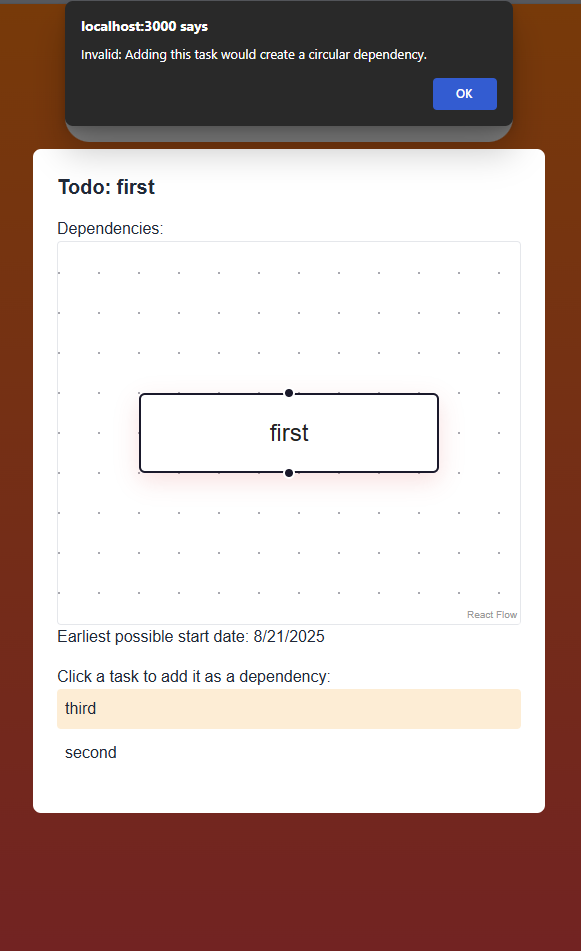 localhost:3000 says
Invalid: Adding this task would create a circular dependency.
OK
Todo: first
Dependencies:
first
React Flow
Earliest possible start date: 8/21/2025
Click a task to add it as a dependency:
third
second